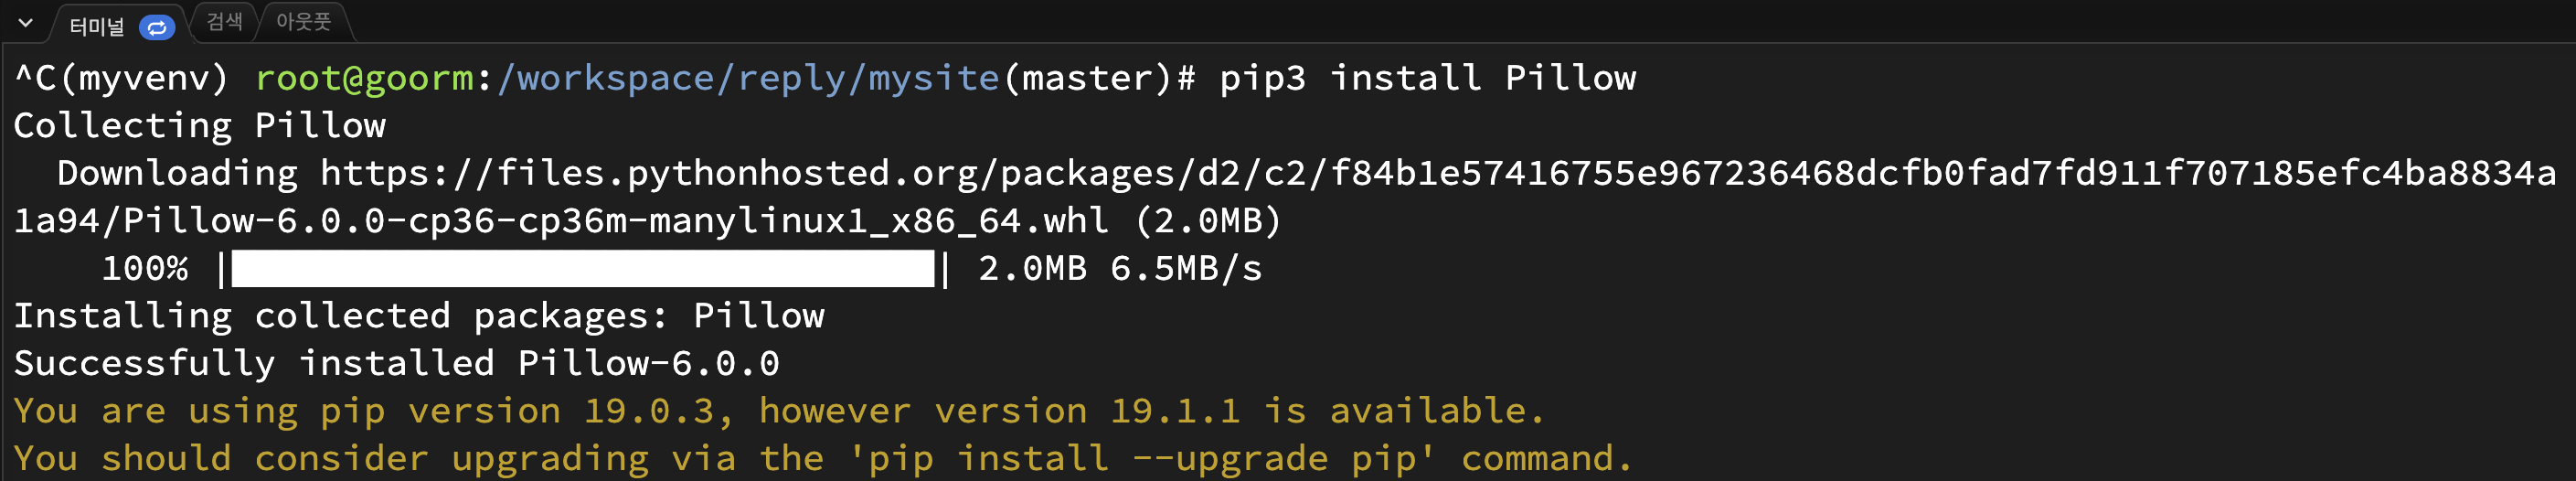 터미널 검색 아웃풋
^C(myvenv) root@goorm:/workspace/reply/mysite(master)# pip3 install Pillow
Collecting Pillow
  Downloading https://files.pythonhosted.org/packages/d2/c2/f84b1e57416755e967236468dcfb0fad7fd911f707185efc4ba8834a
1a94/Pillow-6.0.0-cp36-cp36m-manylinux1_x86_64.whl (2.0MB)
    100% |████████████████████████████████| 2.0MB 6.5MB/s
Installing collected packages: Pillow
Successfully installed Pillow-6.0.0
You are using pip version 19.0.3, however version 19.1.1 is available.
You should consider upgrading via the 'pip install --upgrade pip' command.